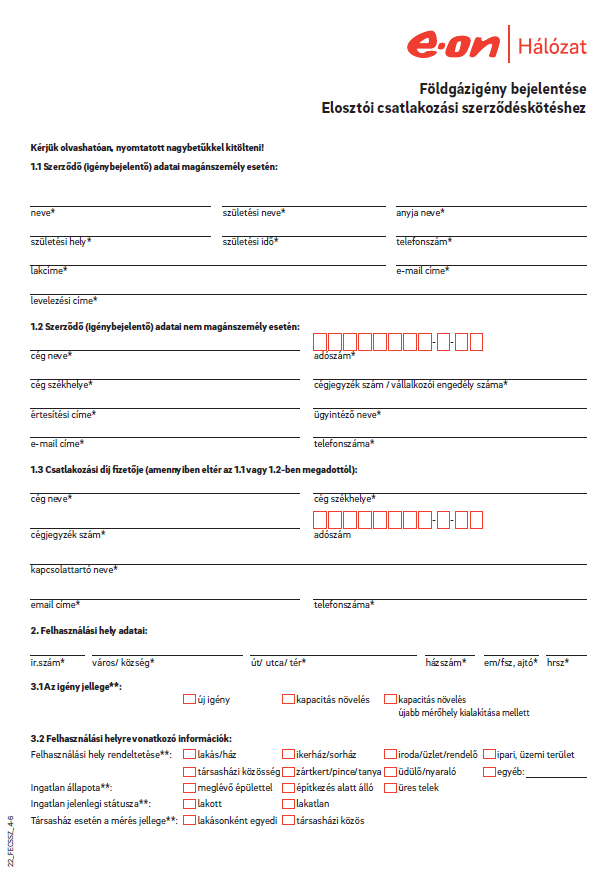 e·on | Hálózat
Földgázigény bejelentése
Elosztói csatlakozási szerződéskötéshez
Kérjük olvashatóan, nyomtatott nagybetűkkel kitölteni!
1.1 Szerződő (igénybejelentő) adatai magánszemély esetén:
neve* születési neve* anyja neve*
születési hely* születési idő* telefonszám*
lakcíme* e-mail címe*
levelezési címe*
1.2 Szerződő (igénybejelentő) adatai nem magánszemély esetén:
cég neve* adószám*
cég székhelye* cégjegyzék szám / vállalkozói engedély száma*
értesítési címe* ügyintéző neve*
e-mail címe* telefonszáma*
1.3 Csatlakozási díj fizetője (amennyiben eltér az 1.1 vagy 1.2-ben megadottól):
cég neve* cég székhelye*
cégjegyzék szám* adószám
kapcsolattartó neve*
email címe* telefonszáma*
2. Felhasználási hely adatai:
ir.szám* város/ község* út/ utca/ tér* házszám* em/fsz, ajtó* hrsz*
3.1 Az igény jellege**:
új igény kapacitás növelés kapacitás növelés
újabb mérőhely kialakítása mellett
3.2 Felhasználási helyre vonatkozó információk:
Felhasználási hely rendeltetése**: lakás/ház ikerház/sorház iroda/üzlet/rendelő ipari, üzemi terület
társasházi közösség zártkert/pince/tanya üdülő/nyaraló egyéb:
Ingatlan állapota**: meglévő épülettel építkezés alatt álló üres telek
Ingatlan jelenlegi státusza**: lakott lakatlan
Társasház esetén a mérés jellege**: lakásonként egyedi társasházi közös
22_FECSSZ_4-6